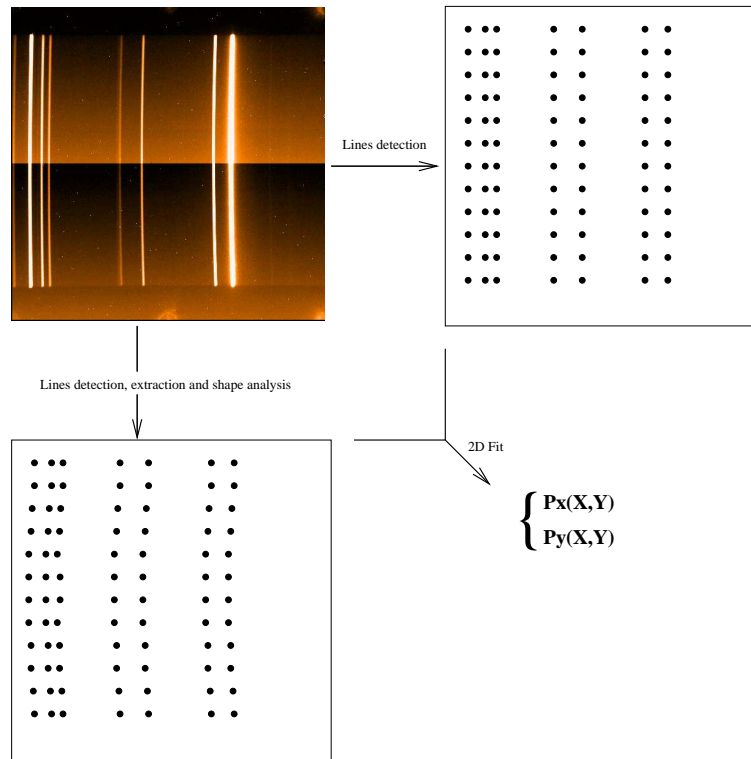 Lines detection
Lines detection, extraction and shape analysis
2D Fit
{ Px(X,Y)
Py(X,Y)